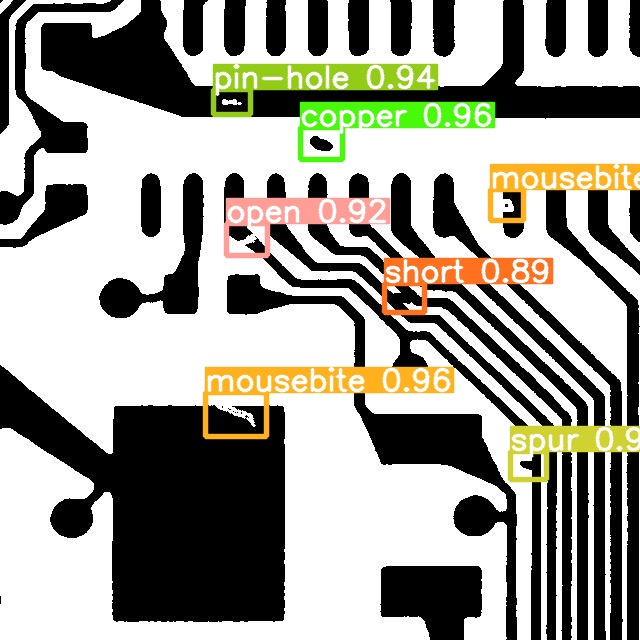 pin-hole 0.94
copper 0.96
mousebite
open 0.92
short 0.89
mousebite 0.96
spur 0.9